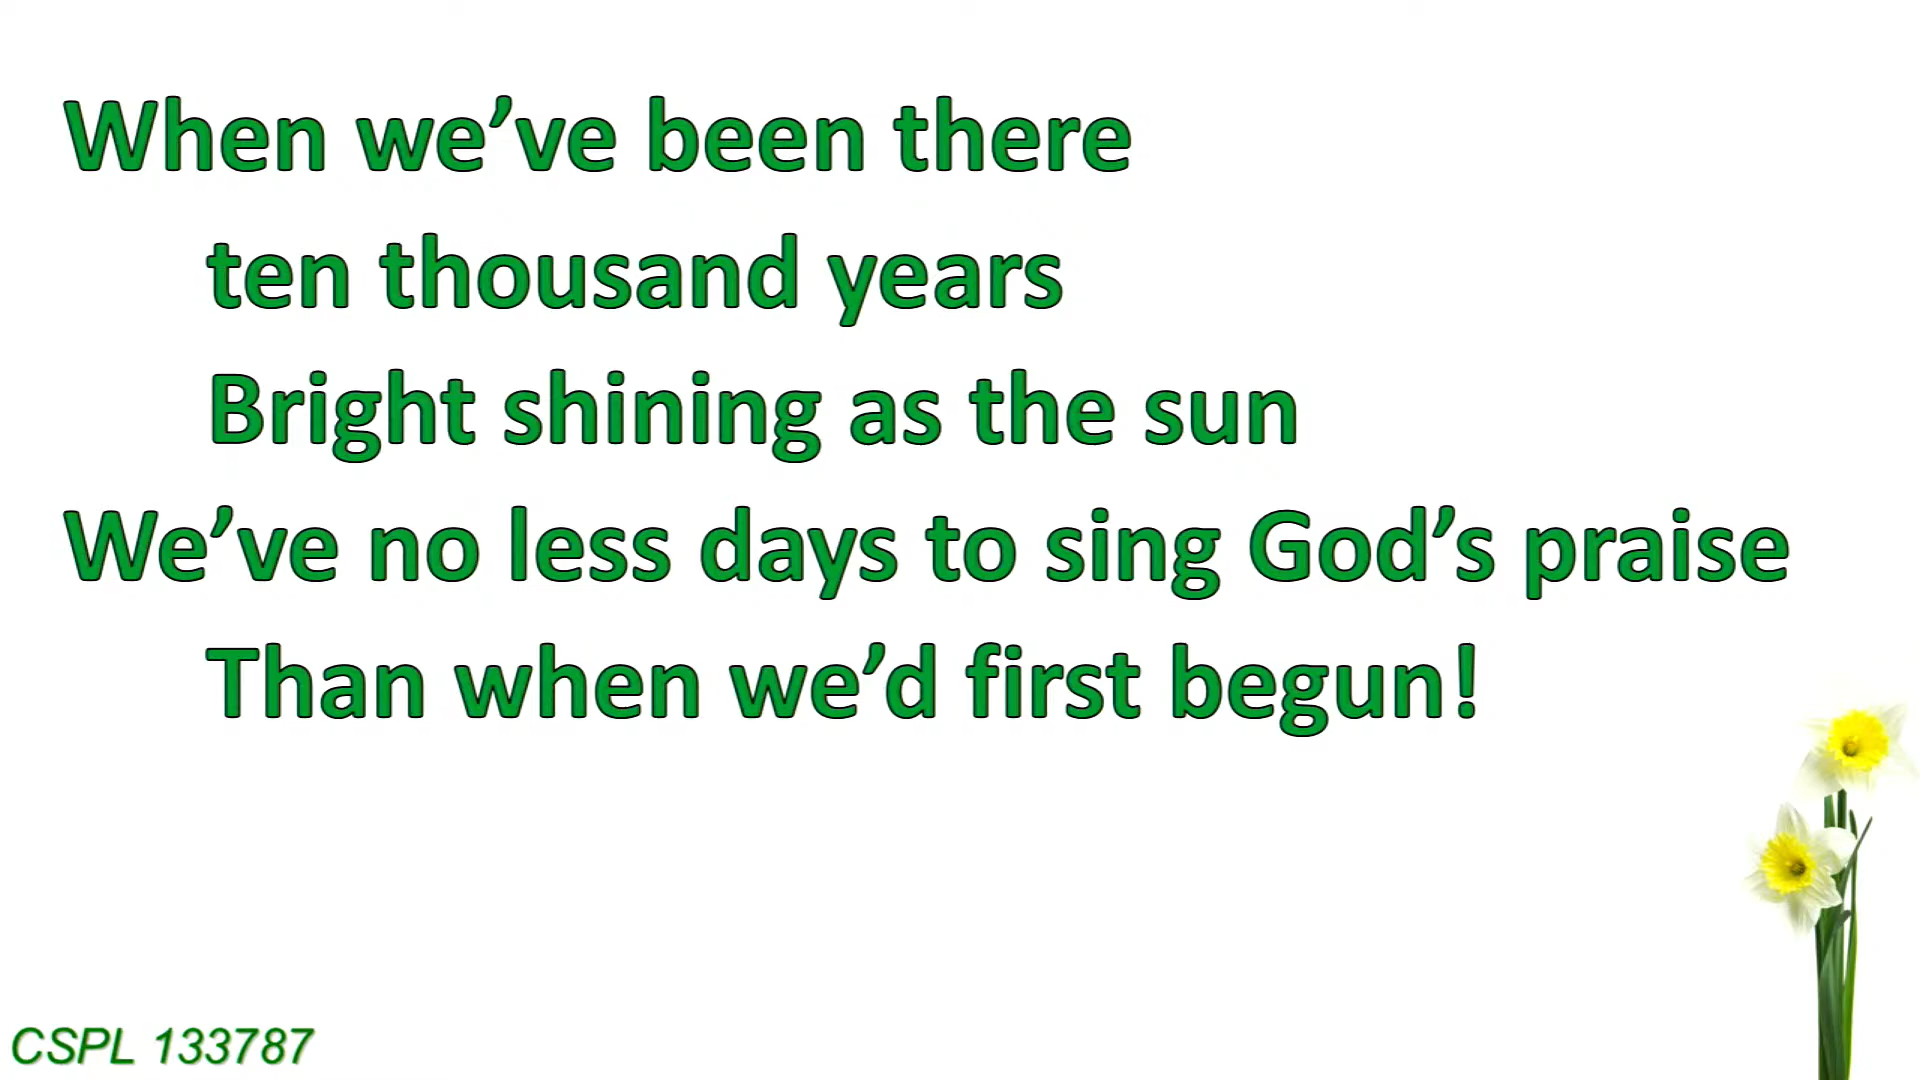 When we’ve been there
ten thousand years
Bright shining as the sun
We’ve no less days to sing God’s praise
Than when we’d first begun!
CSPL 133787